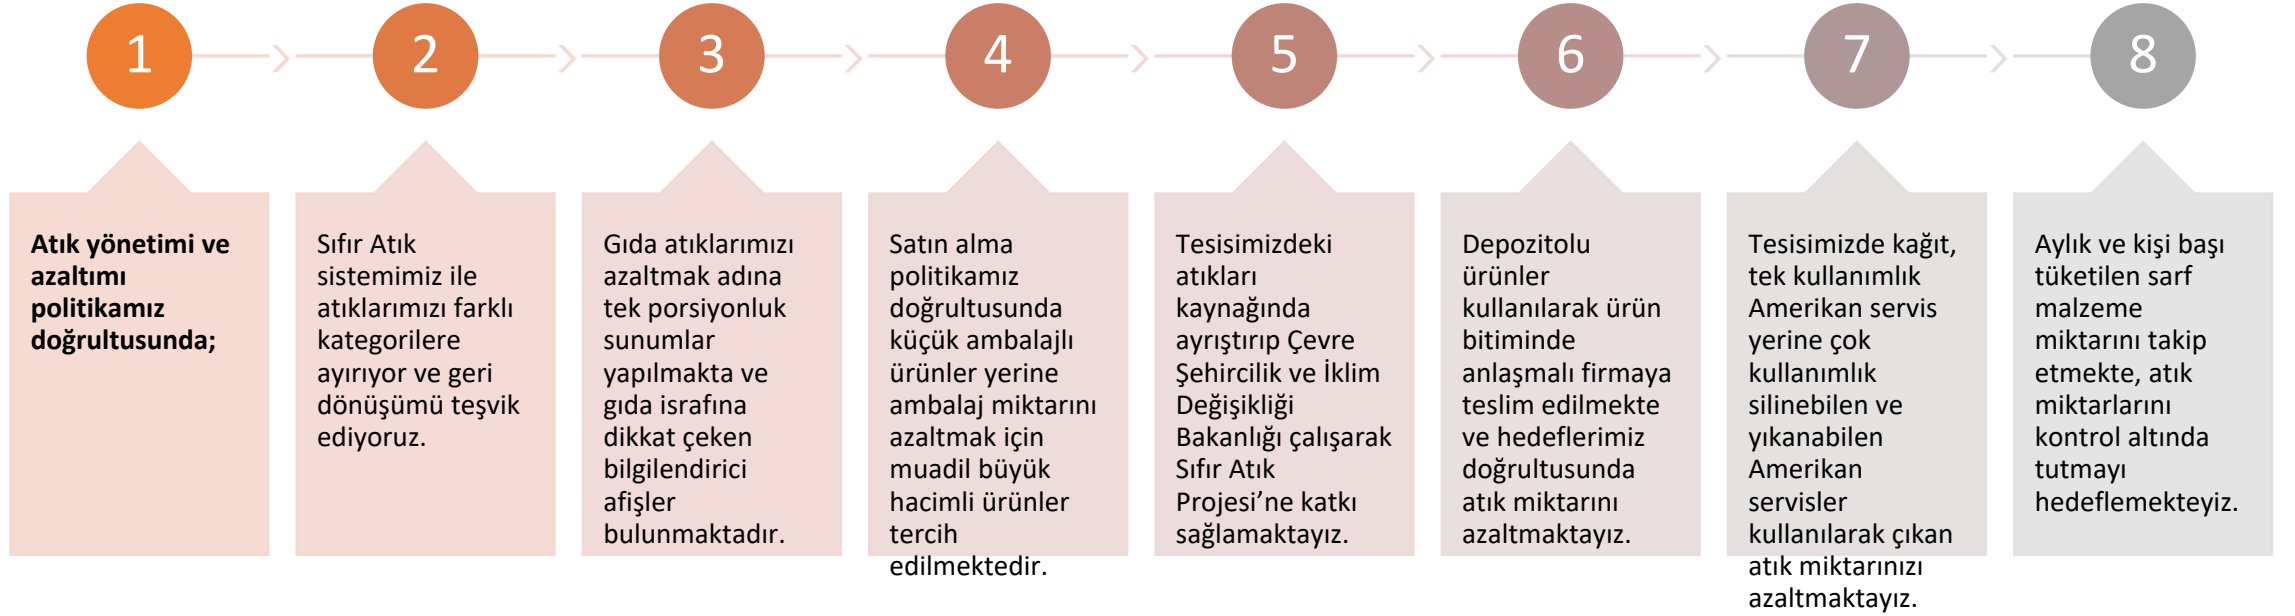 1
Atık yönetimi ve
azaltımı
politikamız
doğrultusunda;
2
Sıfır Atık
sistemimiz ile
atıklarımızı farklı
kategorilere
ayırıyor ve geri
dönüşümü teşvik
ediyoruz.
3
Gıda atıklarımızı
azaltmak adına
tek porsiyonluk
sunumlar
yapılmakta ve
gıda israfına
dikkat çeken
bilgilendirici
afişler
bulunmaktadır.
4
Satın alma
politikamız
doğrultusunda
küçük ambalajlı
ürünler yerine
ambalaj miktarını
azaltmak için
muadil büyük
hacimli ürünler
tercih
edilmektedir.
5
Tesisimizdeki
atıkları
kaynağında
ayrıştırıp Çevre
Şehircilik ve İklim
Değişikliği
Bakanlığı çalışarak
Sıfır Atık
Projesi’ne katkı
sağlamaktayız.
6
Depozitolu
ürünler
kullanılarak ürün
bitiminde
anlaşmalı firmaya
teslim edilmekte
ve hedeflerimiz
doğrultusunda
atık miktarını
azaltmaktayız.
7
Tesisimizde kağıt,
tek kullanımlık
Amerikan servis
yerine çok
kullanımlık
silinebilen ve
yıkanabilen
Amerikan
servisler
kullanılarak çıkan
atık miktarınızı
azaltmaktayız.
8
Aylık ve kişi başı
tüketilen sarf
malzeme
miktarını takip
etmekte, atık
miktarlarını
kontrol altında
tutmayı
hedeflemekteyiz.